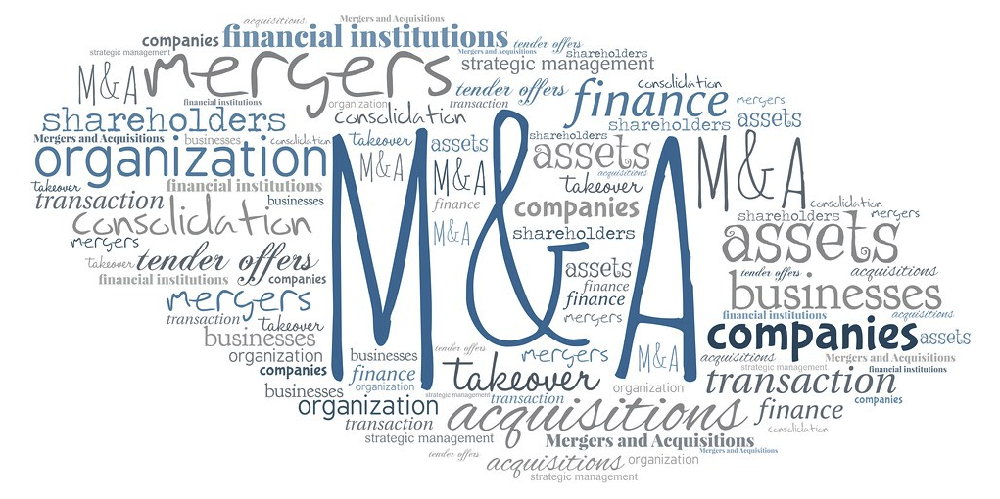 acquisitions Mergers and Acquisitions
companies financial institutions tender offers
strategic management Mergers and Acquisitions shareholders
M&A mergers strategic management
financial institutions organization transaction tender offers finance consolidation mergers
shareholders consolidation shareholders assets
Mergers and Acquisitions businesses consolidation takeover assets shareholders
organization M&A M&A assets acquisitions M&A
takeover financial institutions takeover
transaction businesses finance companies consolidation
consolidation M&A shareholders shareholders mergers
mergers assets
takeover tender offers assets tender offers acquisitions
financial institutions companies finance businesses
mergers M&A finance
transaction takeover mergers financial institutions acquisitions
businesses companies assets
organization businesses tender offers mergers M&A acquisitions Mergers and Acquisitions
companies finance takeover strategic management financial institutions
businesses organization strategic management transaction organization transaction
organization acquisitions finance companies
transaction consolidation
strategic management Mergers and Acquisitions
tender offers Mergers and Acquisitions
acquisitions organization
strategic management